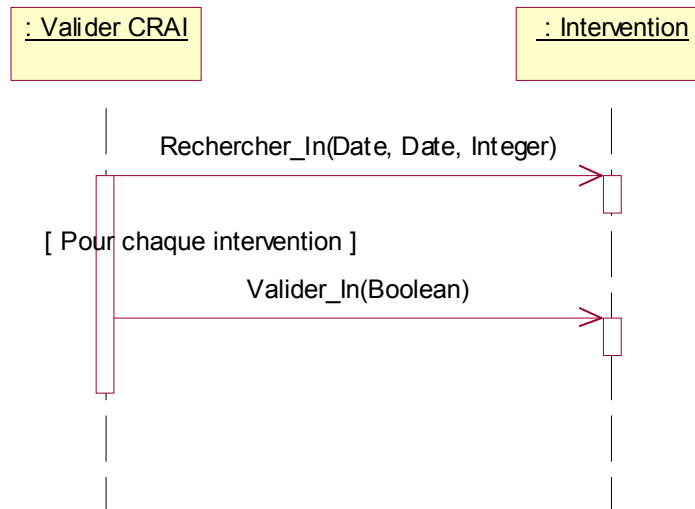 : Valider CRAI
: Intervention
Rechercher_In(Date, Date, Integer)
[ Pour chaque intervention ]
Valider_In(Boolean)